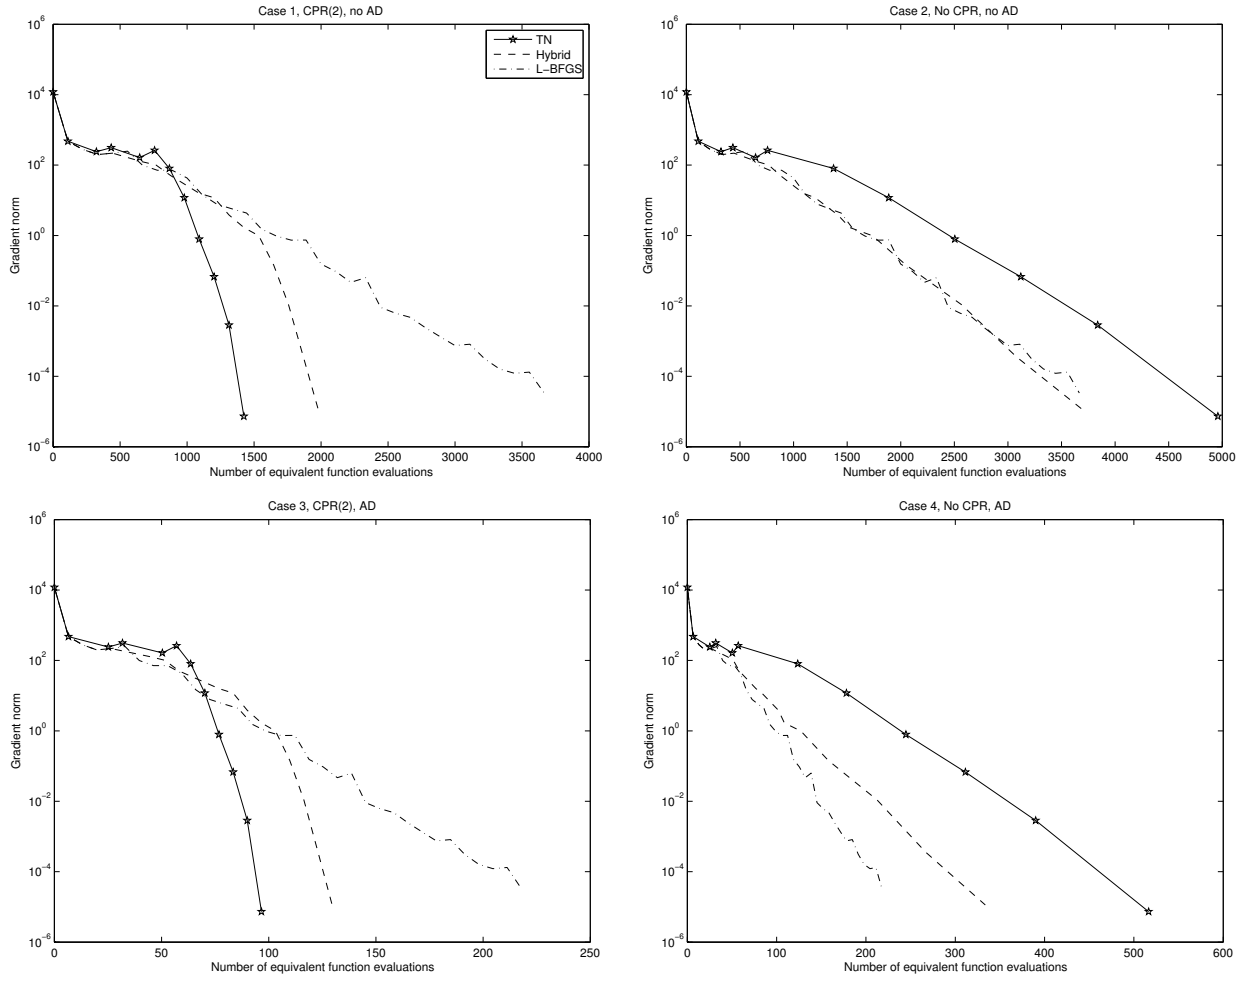 Case 1, CPR(2), no AD
10^6
10^4
10^2
10^0
10^−2
10^−4
10^−6
Gradient norm
TN
Hybrid
L−BFGS
0 500 1000 1500 2000 2500 3000 3500 4000
Number of equivalent function evaluations
Case 2, No CPR, no AD
10^6
10^4
10^2
10^0
10^−2
10^−4
10^−6
Gradient norm
0 500 1000 1500 2000 2500 3000 3500 4000 4500 5000
Number of equivalent function evaluations
Case 3, CPR(2), AD
10^6
10^4
10^2
10^0
10^−2
10^−4
10^−6
Gradient norm
0 50 100 150 200 250
Number of equivalent function evaluations
Case 4, No CPR, AD
10^6
10^4
10^2
10^0
10^−2
10^−4
10^−6
Gradient norm
0 100 200 300 400 500 600
Number of equivalent function evaluations